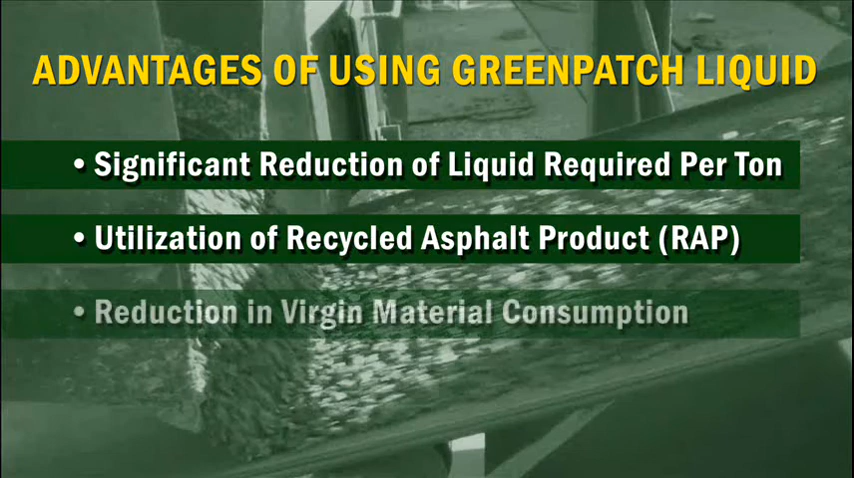 ADVANTAGES OF USING GREENPATCH LIQUID
• Significant Reduction of Liquid Required Per Ton
• Utilization of Recycled Asphalt Product (RAP)
• Reduction in Virgin Material Consumption